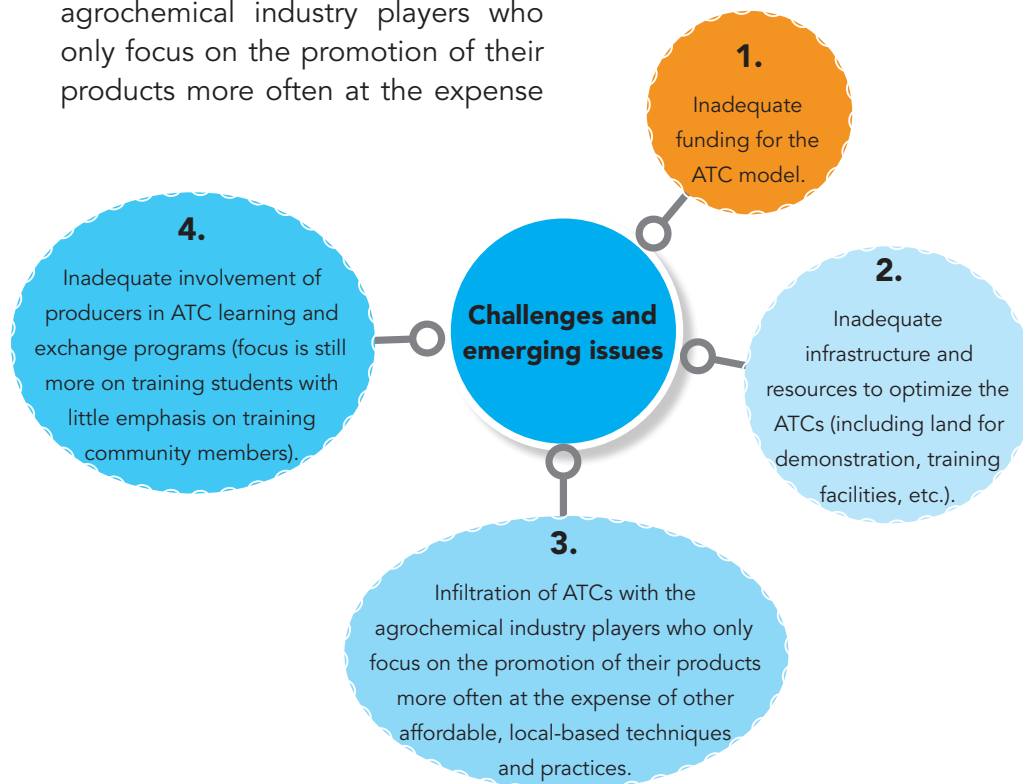 agrochemical industry players who
only focus on the promotion of their
products more often at the expense
1.
Inadequate
funding for the
ATC model.
4.
Inadequate involvement of
producers in ATC learning and
exchange programs (focus is still
more on training students with
little emphasis on training
community members).
Challenges and
emerging issues
2.
Inadequate
infrastructure and
resources to optimize the
ATCs (including land for
demonstration, training
facilities, etc.).
3.
Infiltration of ATCs with the
agrochemical industry players who only
focus on the promotion of their products
more often at the expense of other
affordable, local-based techniques
and practices.